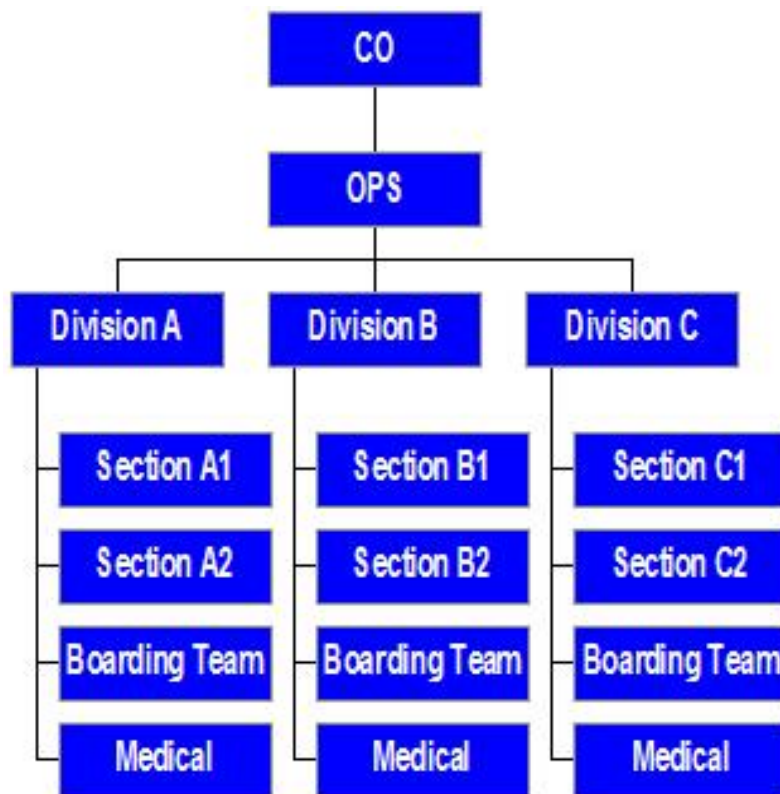 CO
OPS
Division A
Division B
Division C
Section A1
Section B1
Section C1
Section A2
Section B2
Section C2
Boarding Team
Boarding Team
Boarding Team
Medical
Medical
Medical